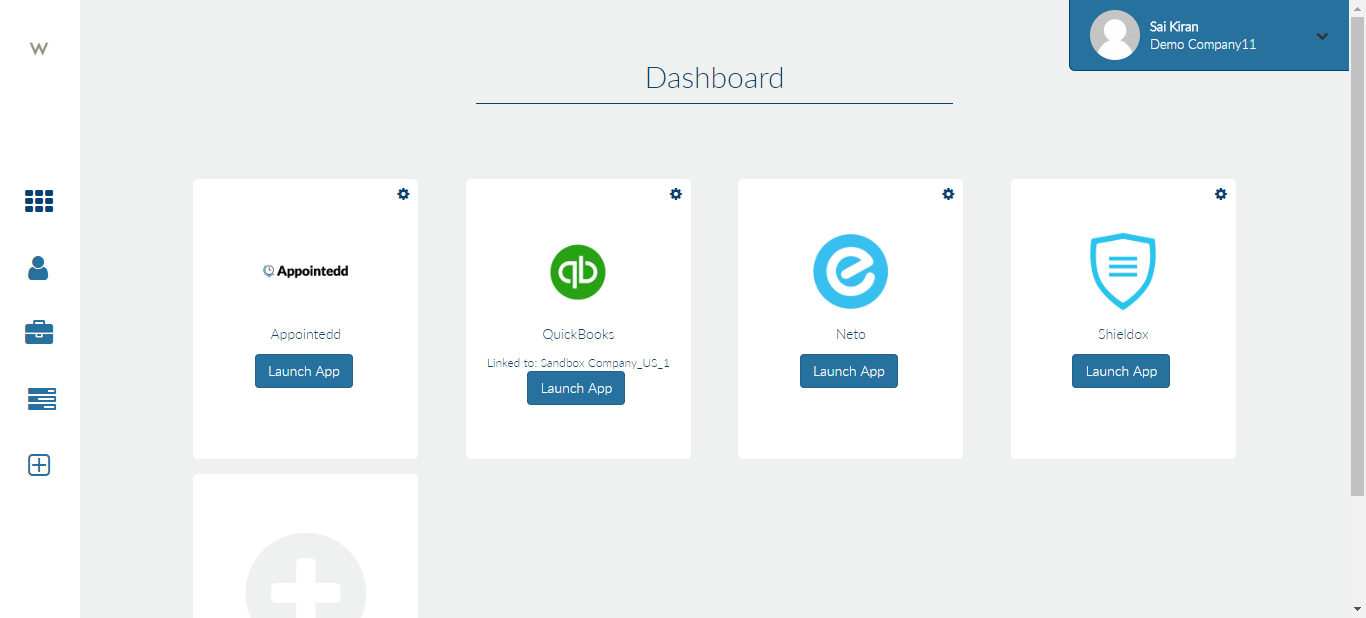 W
Sai Kiran
Demo Company11
Dashboard
Appointedd
qb
e
Appointedd
QuickBooks
Neto
Shieldox
Linked to: Sandbox Company_US_1
Launch App
Launch App
Launch App
Launch App